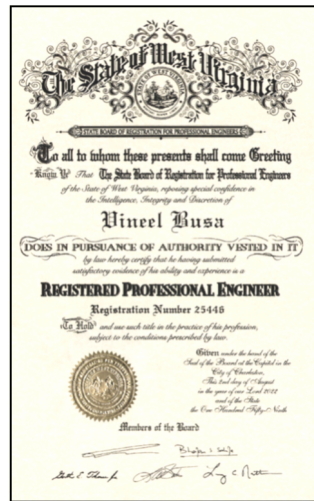 The State of West Virginia
STATE BOARD OF REGISTRATION FOR PROFESSIONAL ENGINEERS
To all to whom these presents shall come Greeting
Know Ye That The State Board of Registration for Professional Engineers
of the State of West Virginia, reposing special confidence in
the Intelligence, Integrity and Discretion of
Vineel Busa
DOES IN PURSUANCE OF AUTHORITY VESTED IN IT
by law hereby certify that he having submitted
satisfactory evidence of his ability and experience is a
REGISTERED PROFESSIONAL ENGINEER
Registration Number 25446
To Hold and use such title in the practice of his profession,
subject to the conditions prescribed by law.
Given under the hand of the
Seal of the Board at the Capitol in the
City of Charleston,
This day of August
in the year of our Lord 2022
and of the State
the One Hundred Fifty-Ninth
Members of the Board